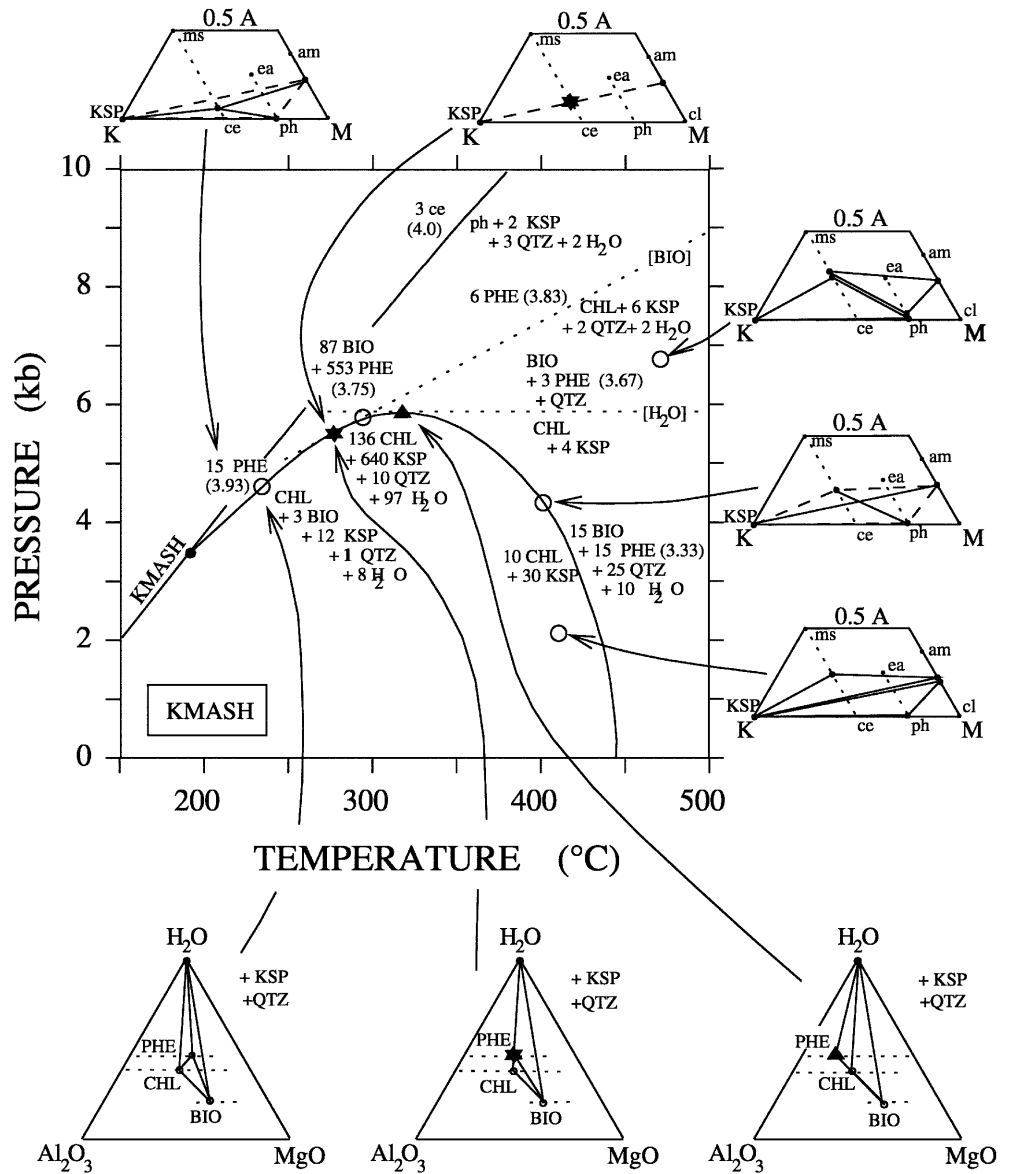 0.5 A
ms
am
ea
KSP
K
ce
ph
M
0.5 A
ms
am
ea
KSP
K
ce
ph
cl
M
10
8
6
4
2
0
PRESSURE (kb)
3 ce
(4.0)
ph + 2 KSP
+ 3 QTZ + 2 H2O
[BIO]
6 PHE (3.83)
CHL + 6 KSP
+ 2 QTZ + 2 H2O
87 BIO
+ 553 PHE
(3.75)
BIO
+ 3 PHE (3.67)
+ QTZ
[H2O]
CHL
+ 4 KSP
136 CHL
+ 640 KSP
+ 10 QTZ
+ 97 H2O
15 PHE
(3.93)
CHL
+ 3 BIO
+ 12 KSP
+ 1 QTZ
+ 8 H2O
15 BIO
+ 15 PHE (3.33)
+ 25 QTZ
+ 10 H2O
10 CHL
+ 30 KSP
KMASH
KMASH
0.5 A
ms
am
ea
KSP
K
ce
ph
cl
M
0.5 A
ms
am
ea
KSP
K
ce
ph
cl
M
0.5 A
ms
am
ea
KSP
K
ce
ph
cl
M
200
300
400
500
TEMPERATURE (°C)
H2O
+ KSP
+QTZ
PHE
CHL
BIO
Al2O3
MgO
H2O
+ KSP
+QTZ
PHE
CHL
BIO
Al2O3
MgO
H2O
+ KSP
+QTZ
PHE
CHL
BIO
Al2O3
MgO